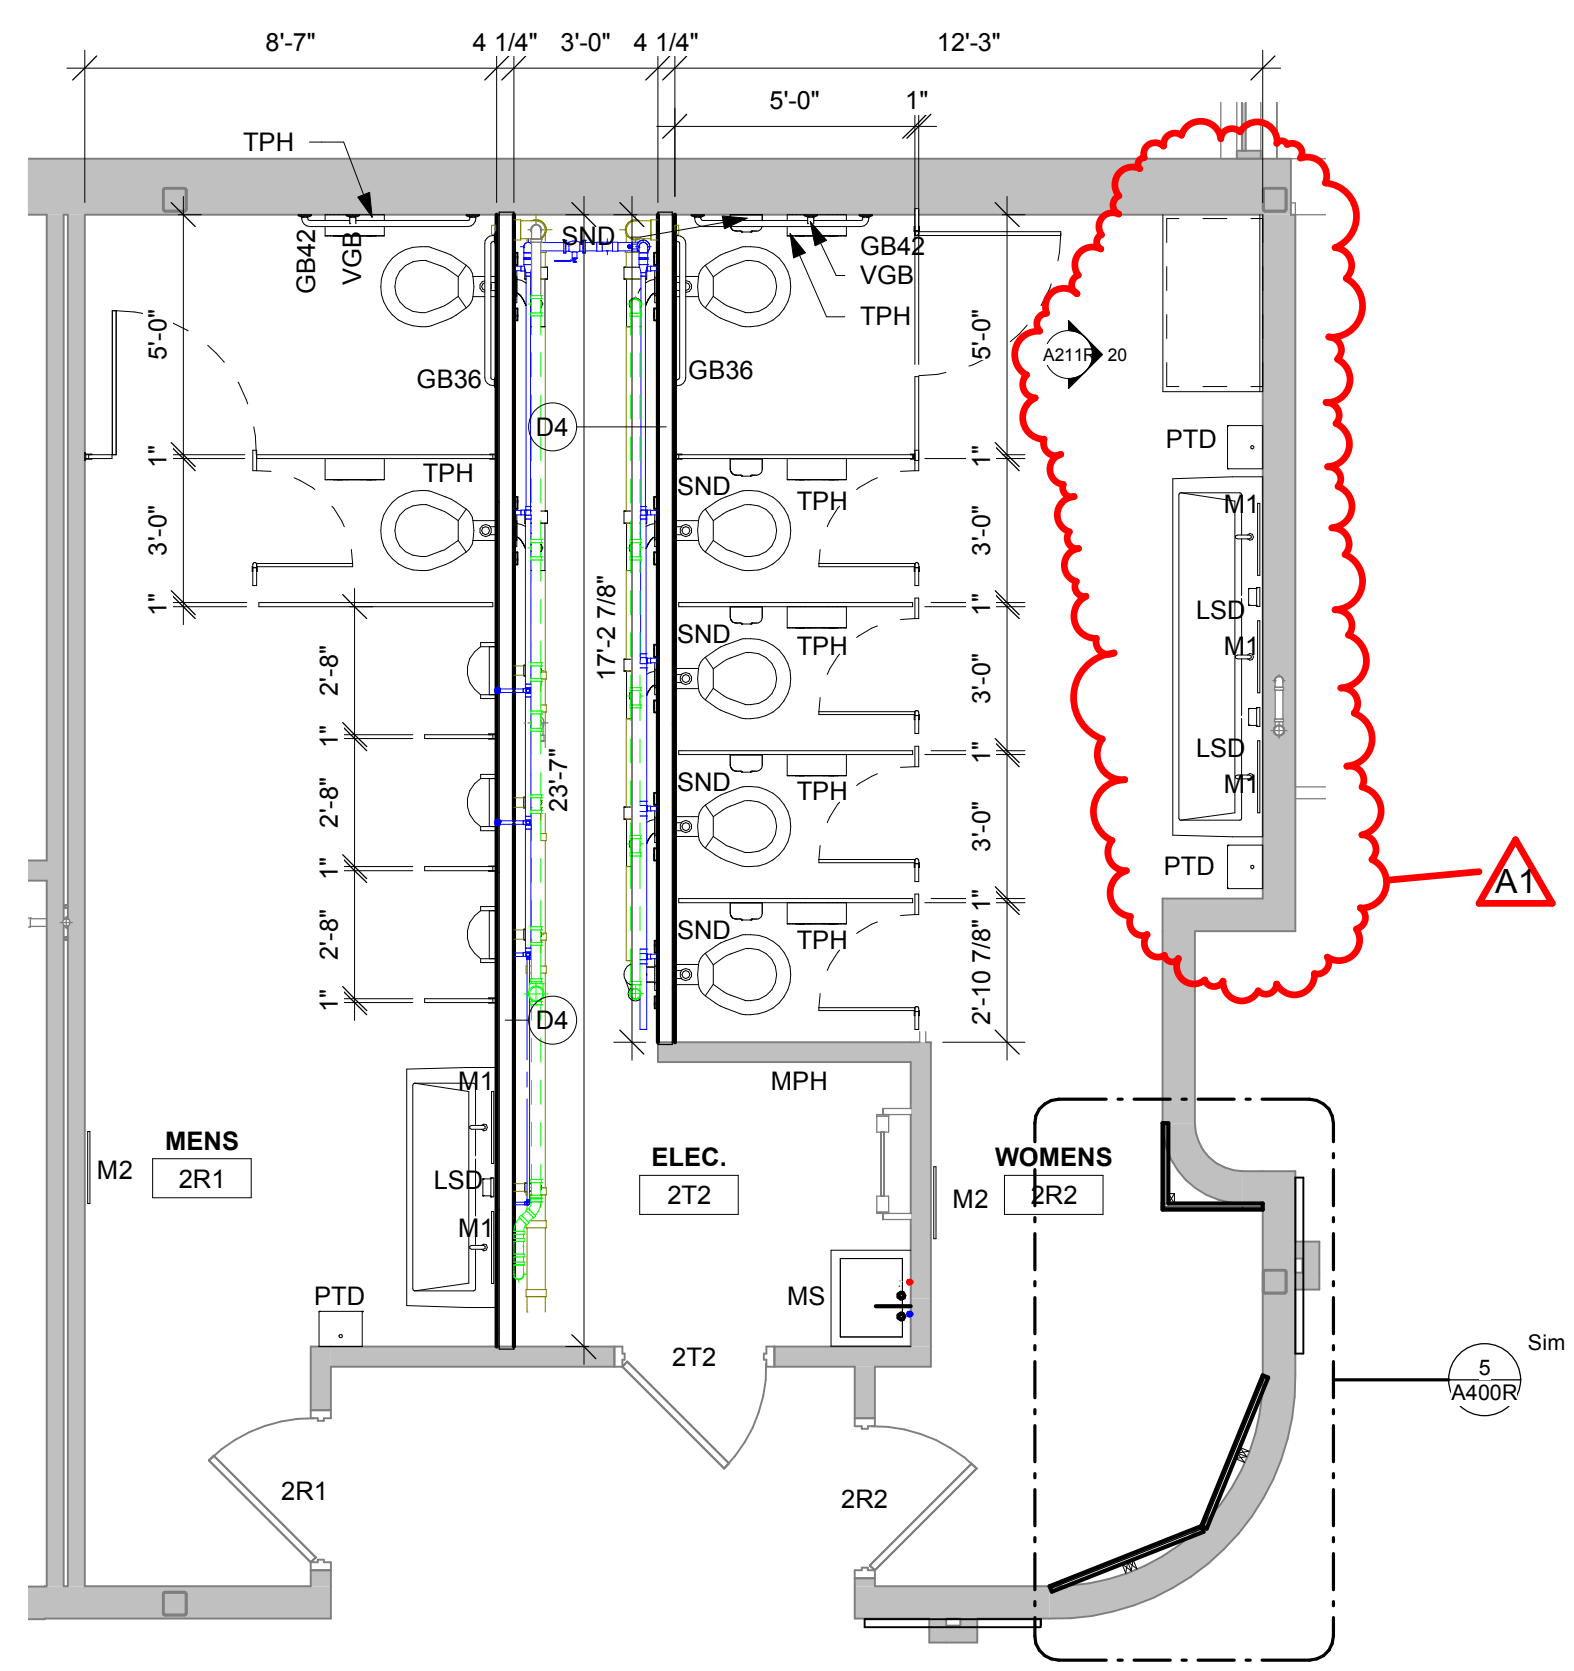 8'-7"
4 1/4"
3'-0"
4 1/4"
12'-3"
5'-0"
1"
TPH
GB42
VGB
SND
GB42
VGB
TPH
5'-0"
5'-0"
A211R
20
GB36
GB36
D4
PTD
1"
TPH
SND
TPH
1"
M1
3'-0"
3'-0"
1"
17'-2 7/8"
SND
TPH
1"
LSD
M1
2'-8"
3'-0"
1"
23'-7"
SND
TPH
1"
LSD
M1
2'-8"
3'-0"
1"
PTD
A1
2'-8"
SND
TPH
1"
2'-10 7/8"
1"
D4
M1
MPH
MENS
2R1
M2
LSD
ELEC.
2T2
WOMENS
2R2
M2
M1
PTD
MS
2T2
Sim
5
A400R
2R1
2R2